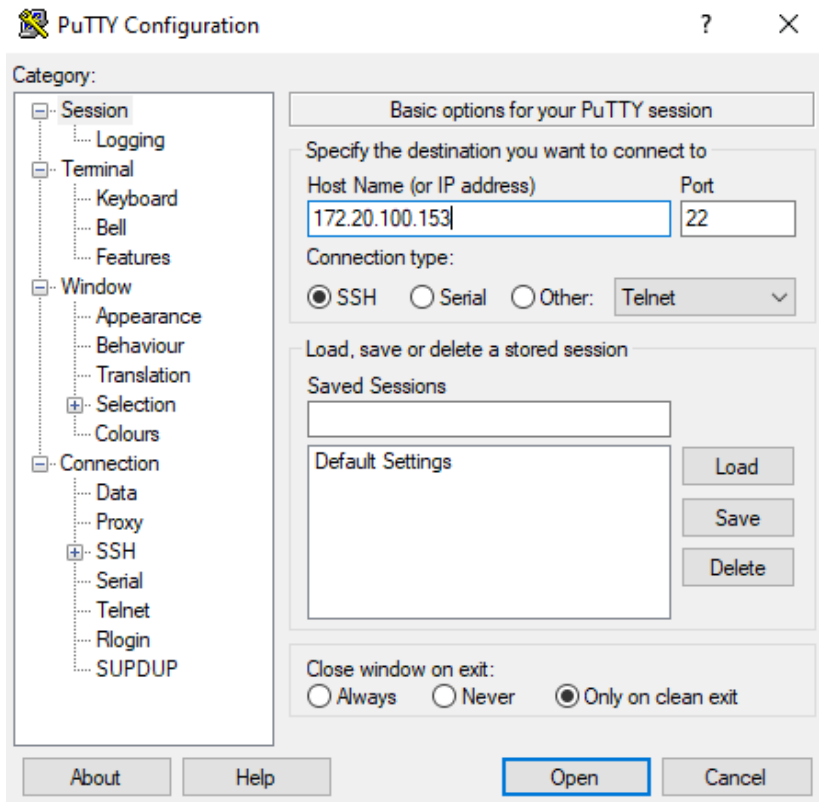 PuTTY Configuration
?
Category:
Session
Logging
Terminal
Keyboard
Bell
Features
Window
Appearance
Behaviour
Translation
Selection
Colours
Connection
Data
Proxy
SSH
Serial
Telnet
Rlogin
SUPDUP
Basic options for your PuTTY session
Specify the destination you want to connect to
Host Name (or IP address) Port
172.20.100.153 22
Connection type:
SSH Serial Other: Telnet
Load, save or delete a stored session
Saved Sessions
Default Settings
Load
Save
Delete
Close window on exit:
Always Never Only on clean exit
About Help Open Cancel